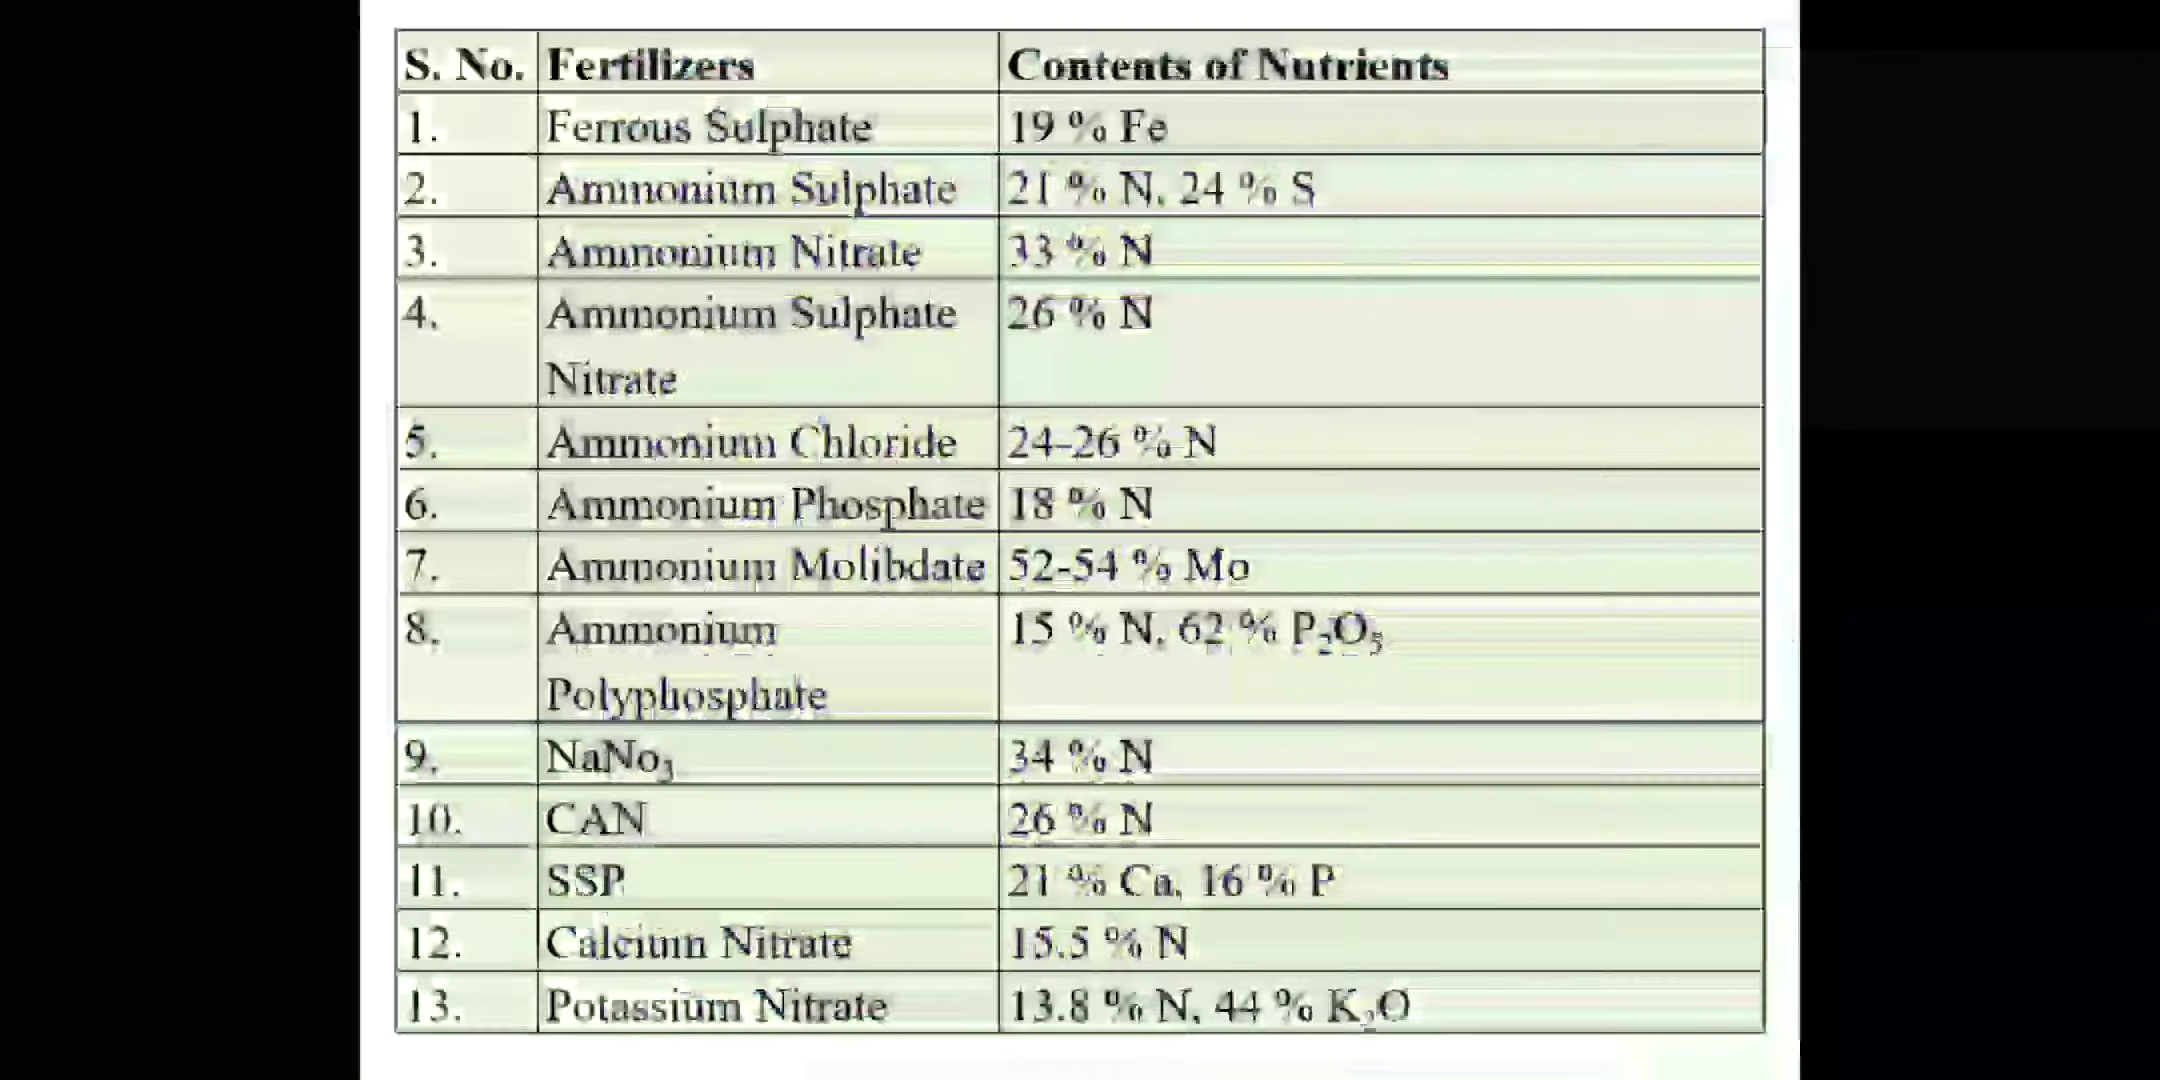 S. No. Fertilizers Contents of Nutrients
1. Ferrous Sulphate 19 % Fe
2. Ammonium Sulphate 21 % N, 24 % S
3. Ammonium Nitrate 33 % N
4. Ammonium Sulphate 26 % N
Nitrate
5. Ammonium Chloride 24-26 % N
6. Ammonium Phosphate 18 % N
7. Ammonium Molibdate 52-54 % Mo
8. Ammonium 15 % N, 62 % P₂O₅
Polyphosphate
9. NaNo₃ 34 % N
10. CAN 26 % N
11. SSP 21 % Ca, 16 % P
12. Calcium Nitrate 15.5 % N
13. Potassium Nitrate 13.8 % N, 44 % K₂O